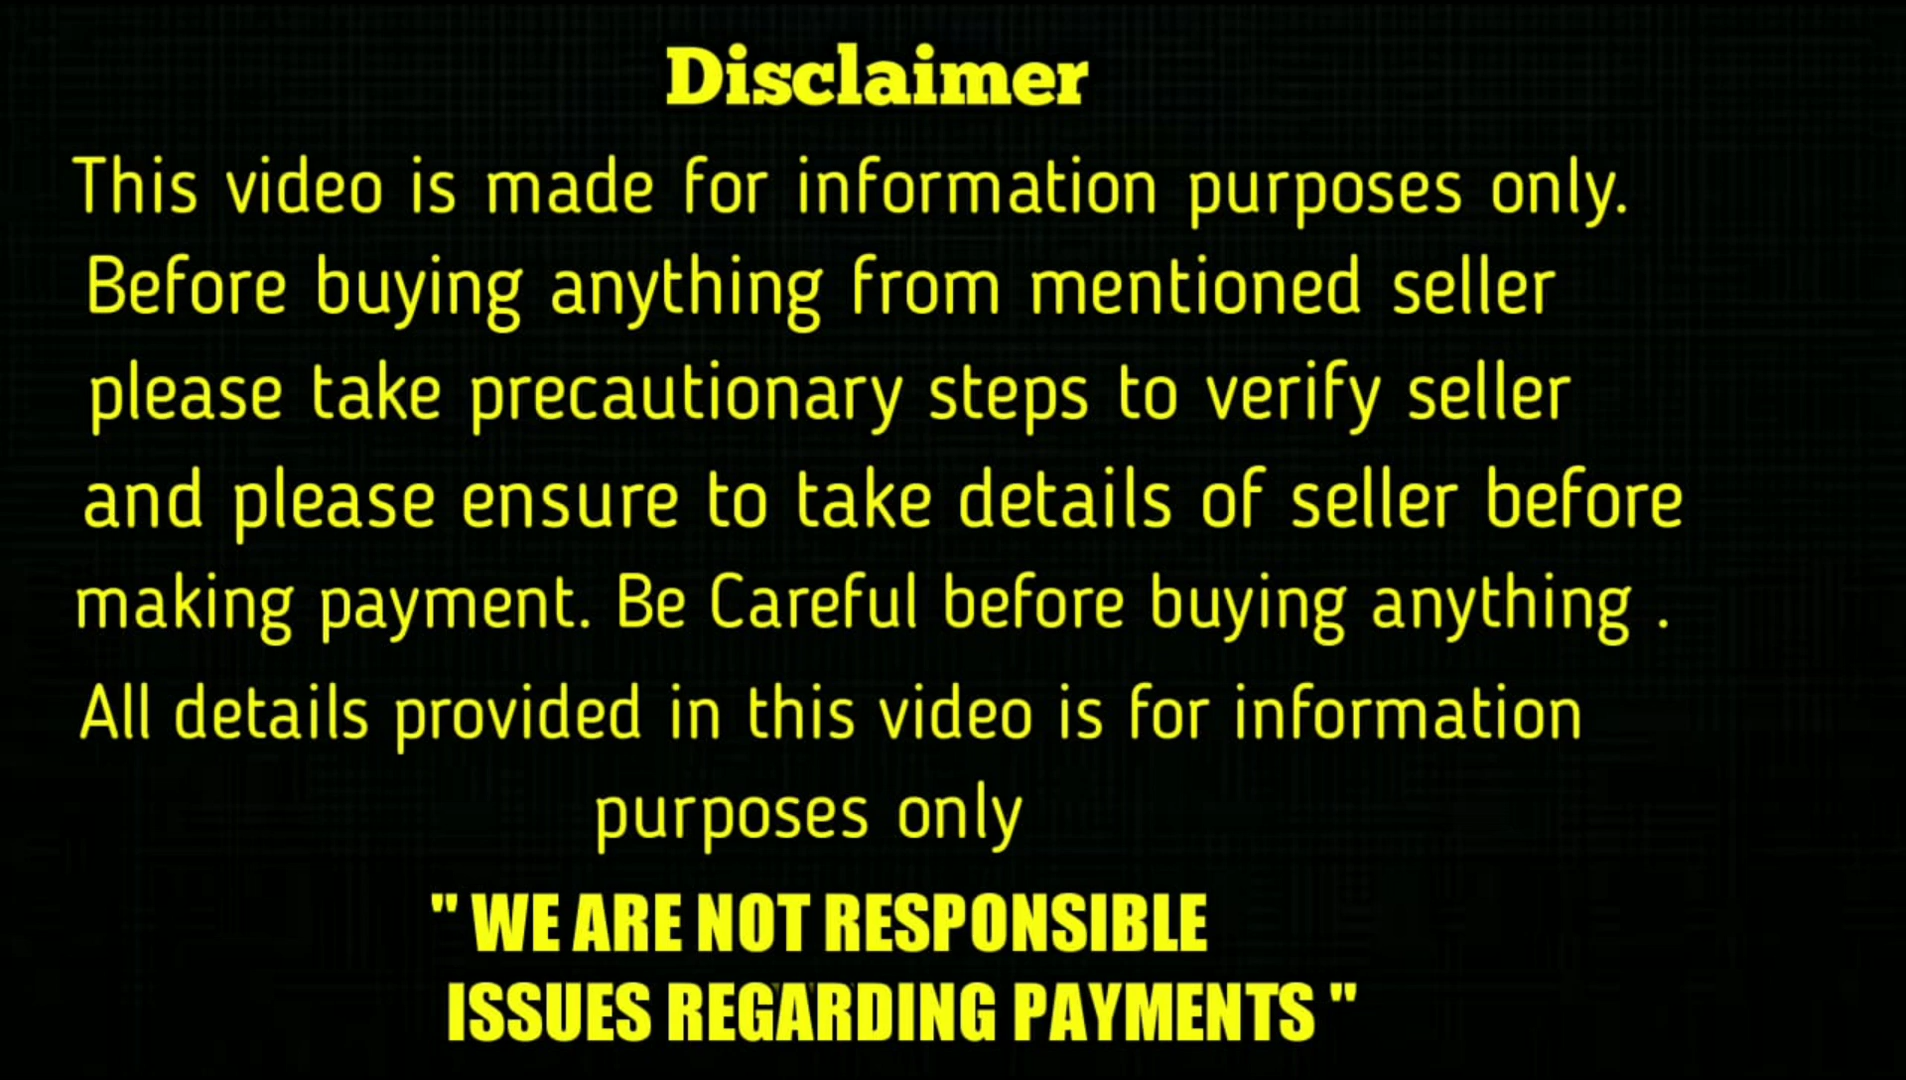 Disclaimer
This video is made for information purposes only.
Before buying anything from mentioned seller
please take precautionary steps to verify seller
and please ensure to take details of seller before
making payment. Be Careful before buying anything .
All details provided in this video is for information
purposes only
" WE ARE NOT RESPONSIBLE
ISSUES REGARDING PAYMENTS "